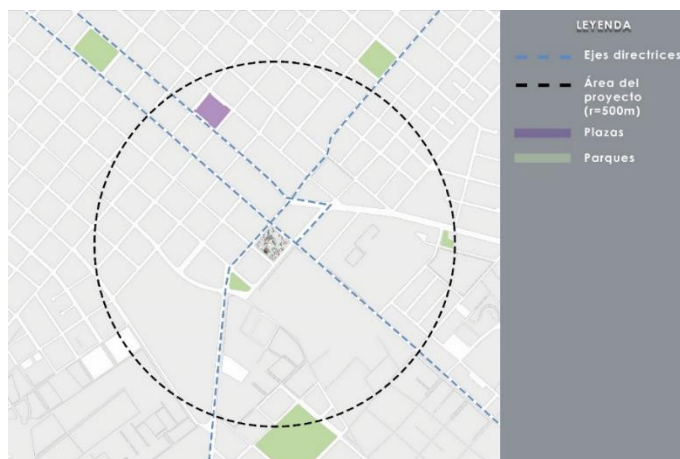 LEYENDA
Ejes directrices
Área del
proyecto
(r=500m)
Plazas
Parques